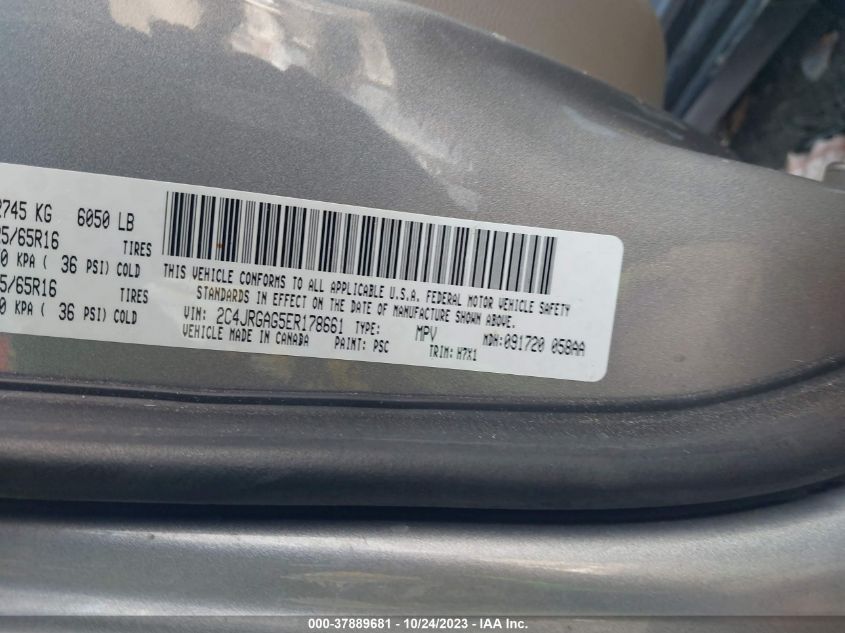 2745 KG 6050 LB
5/65R16 TIRES
0 KPA ( 36 PSI) COLD
5/65R16 TIRES
0 KPA ( 36 PSI) COLD
THIS VEHICLE CONFORMS TO ALL APPLICABLE U.S.A. FEDERAL MOTOR VEHICLE SAFETY
STANDARDS IN EFFECT ON THE DATE OF MANUFACTURE SHOWN ABOVE.
VIN: 2C4JRGAG5ER178661 TYPE: MPV MDH:091720 058AA
VEHICLE MADE IN CANADA PAINT: PSC TRIM: H7X1
000-37889681 - 10/24/2023 - IAA Inc.